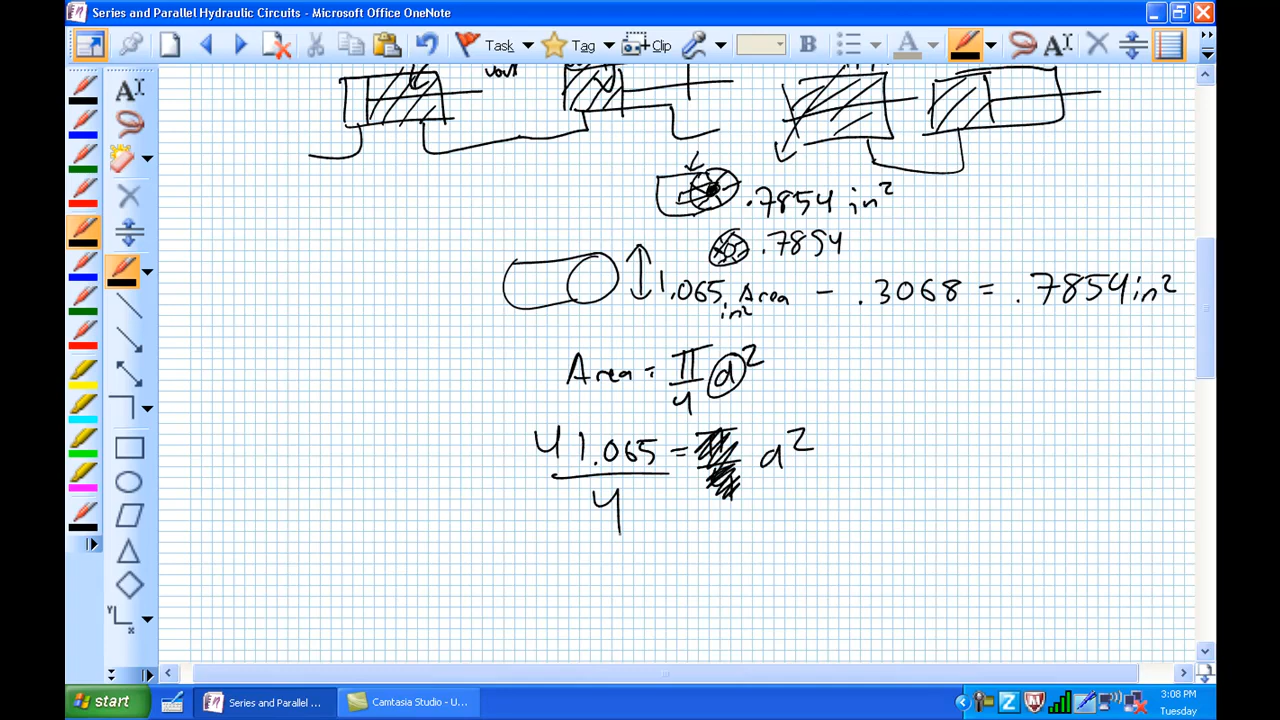 Series and Parallel Hydraulic Circuits - Microsoft Office OneNote
Task Tag Clip B A A
A
.7854 in²
.7854
1.065 Area - .3068 = .7854 in²
in²
Area = π/4 d²
4 1.065 = d²
4
start Series and Parallel ... Camtasia Studio - U... Z 3:08 PM
Tuesday